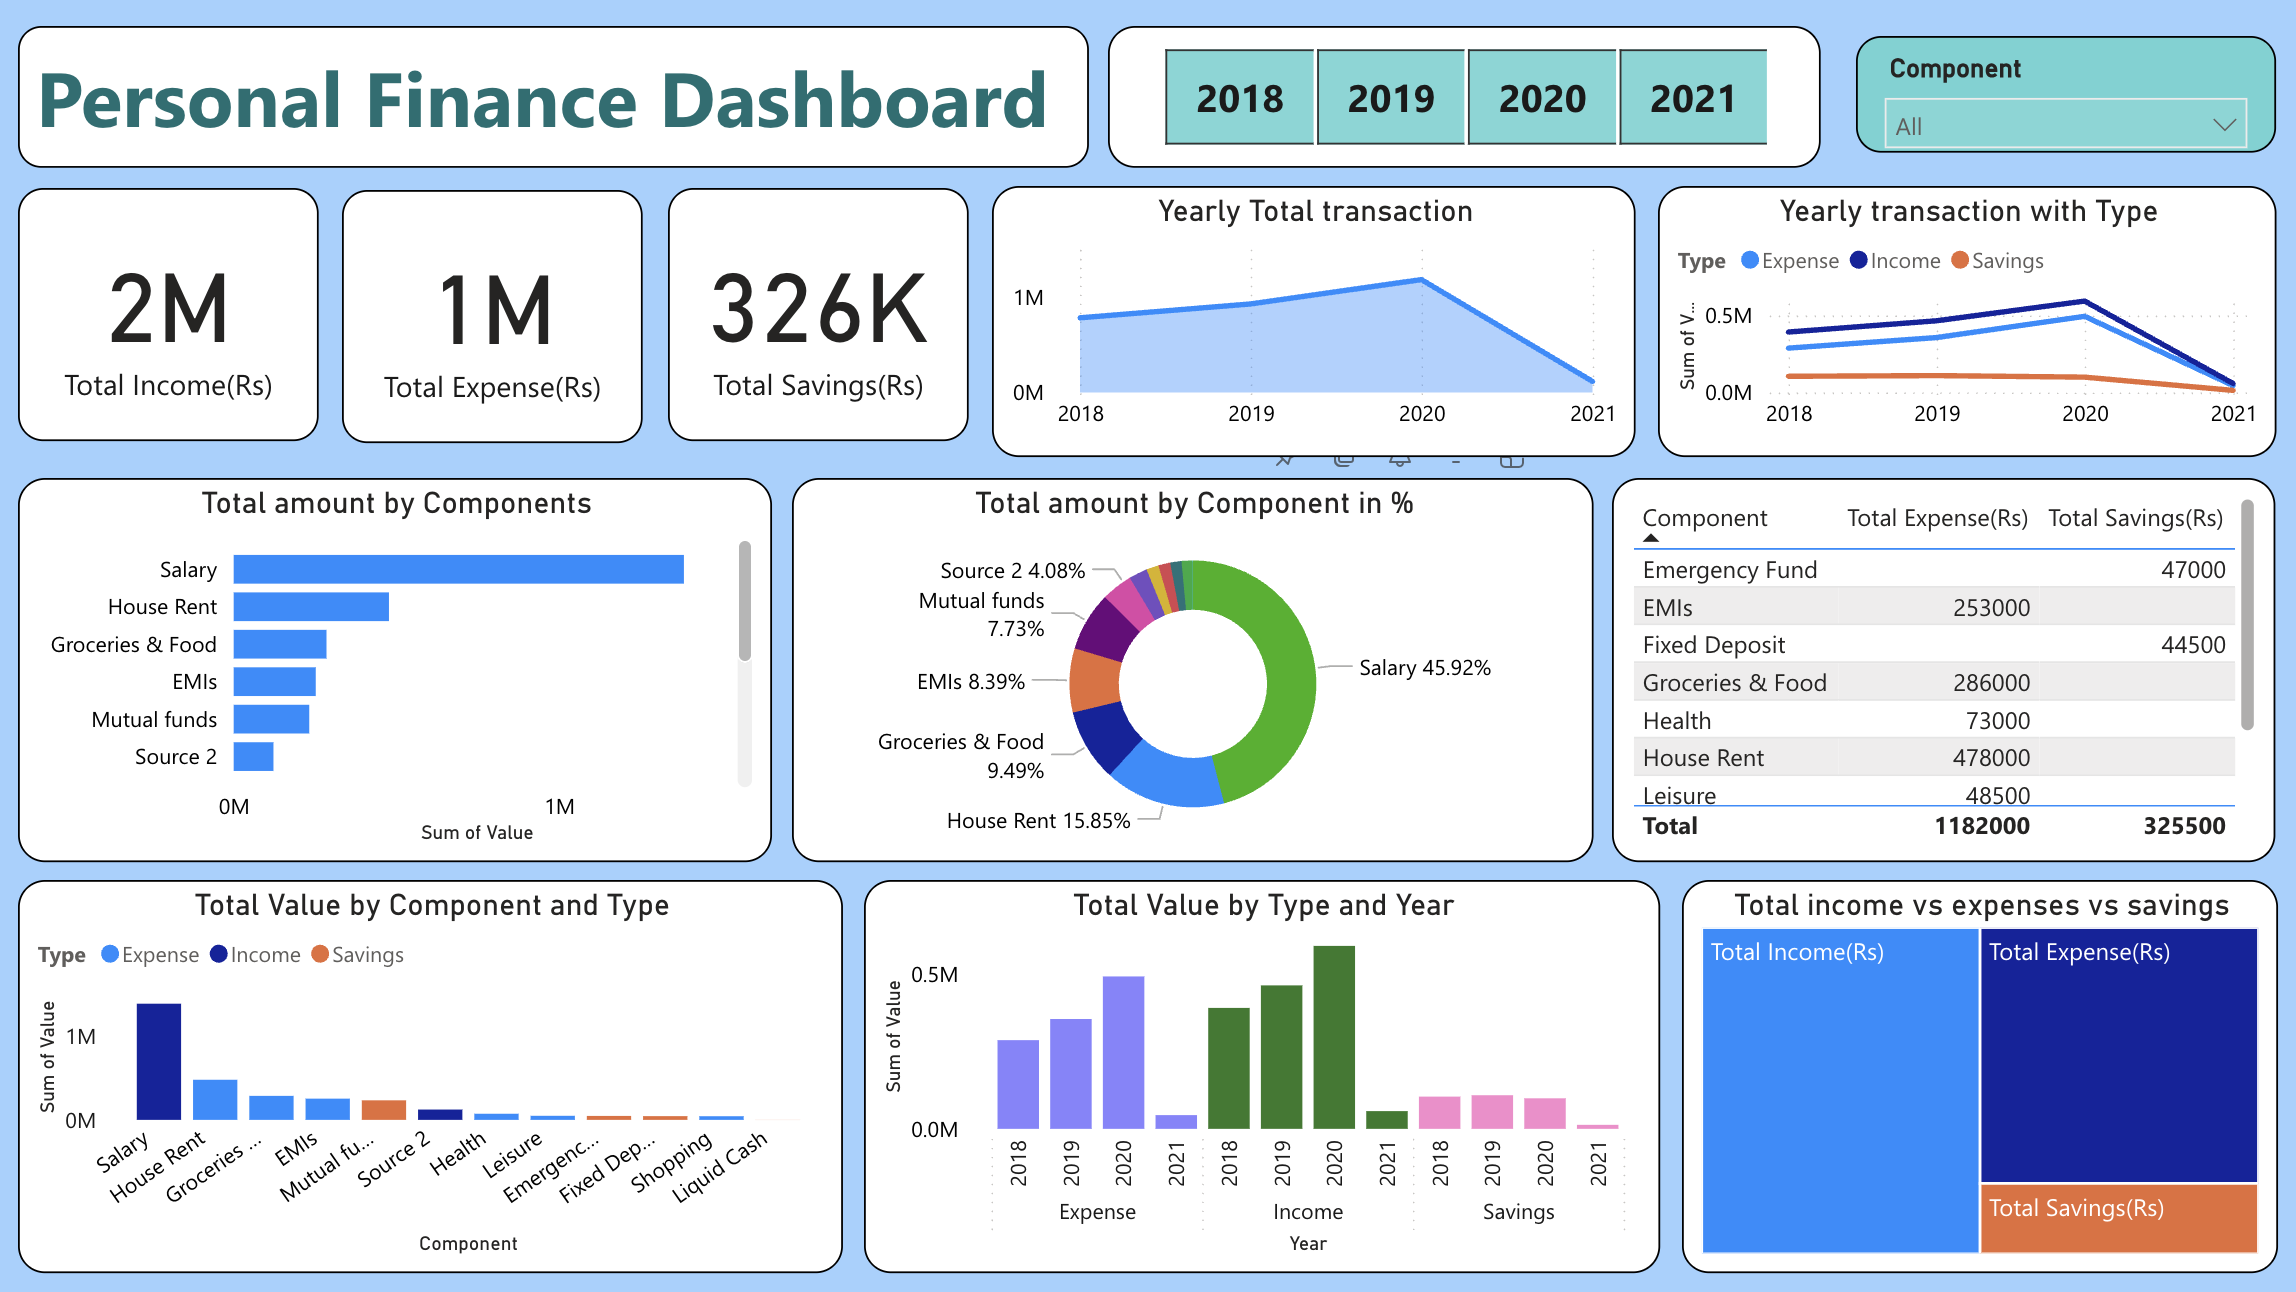 Personal Finance Dashboard
2018 2019 2020 2021
Component
All
2M
Total Income(Rs)
1M
Total Expense(Rs)
326K
Total Savings(Rs)
Yearly Total transaction
1M
0M
2018 2019 2020 2021
Yearly transaction with Type
Type Expense Income Savings
Sum of V...
0.5M
0.0M
2018 2019 2020 2021
Total amount by Components
Salary
House Rent
Groceries & Food
EMIs
Mutual funds
Source 2
0M 1M
Sum of Value
Total amount by Component in %
Source 2 4.08%
Mutual funds
7.73%
EMIs 8.39%
Groceries & Food
9.49%
House Rent 15.85%
Salary 45.92%
Component Total Expense(Rs) Total Savings(Rs)
Emergency Fund 47000
EMIs 253000
Fixed Deposit 44500
Groceries & Food 286000
Health 73000
House Rent 478000
Leisure 48500
Total 1182000 325500
Total Value by Component and Type
Type Expense Income Savings
Sum of Value
1M
0M
Salary
House Rent
Groceries ...
EMIs
Mutual fu...
Source 2
Health
Leisure
Emergenc...
Fixed Dep...
Shopping
Liquid Cash
Component
Total Value by Type and Year
Sum of Value
0.5M
0.0M
2018 2019 2020 2021 2018 2019 2020 2021 2018 2019 2020 2021
Expense Income Savings
Year
Total income vs expenses vs savings
Total Income(Rs)
Total Expense(Rs)
Total Savings(Rs)